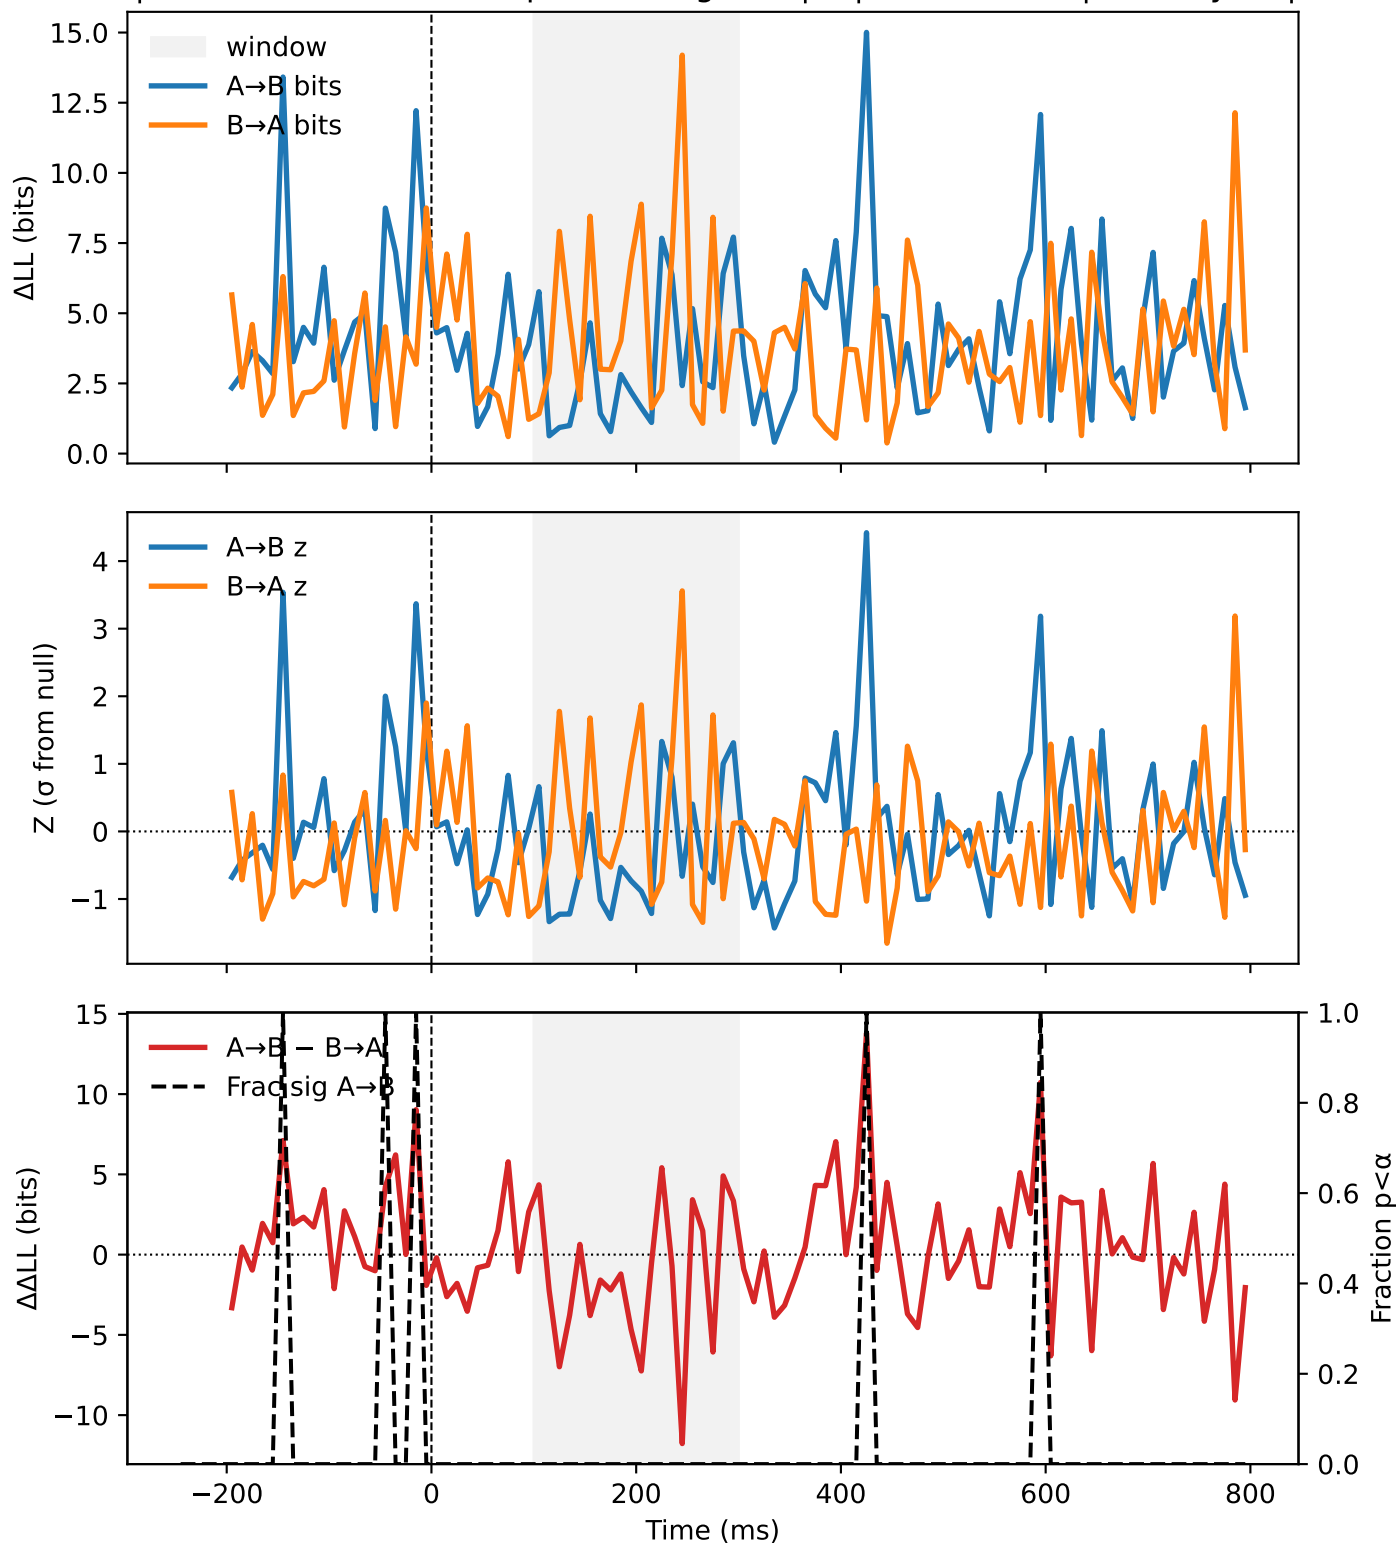 15.0
12.5
10.0
7.5
5.0
2.5
0.0
ΔLL (bits)
window
A→B bits
B→A bits
4
3
2
1
0
−1
Z (σ from null)
A→B z
B→A z
15
10
5
0
−5
−10
ΔΔLL (bits)
A→B − B→A
Frac sig A→B
1.0
0.8
0.6
0.4
0.2
0.0
Fraction p<α
−200 0 200 400 600 800
Time (ms)